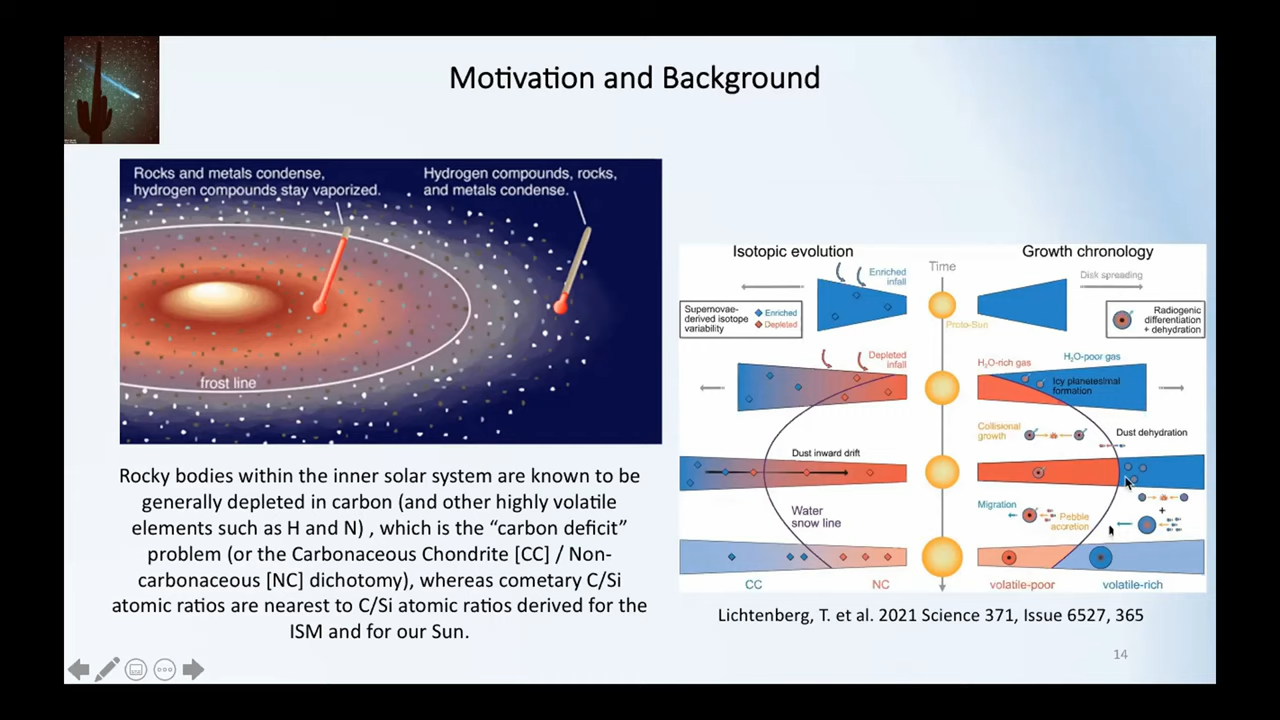 Motivation and Background
Rocks and metals condense,
hydrogen compounds stay vaporized.
Hydrogen compounds, rocks,
and metals condense.
frost line
Rocky bodies within the inner solar system are known to be
generally depleted in carbon (and other highly volatile
elements such as H and N) , which is the “carbon deficit”
problem (or the Carbonaceous Chondrite [CC] / Non-
carbonaceous [NC] dichotomy), whereas cometary C/Si
atomic ratios are nearest to C/Si atomic ratios derived for the
ISM and for our Sun.
Isotopic evolution
Growth chronology
Time
Enriched
infall
Disk spreading
Supernovae-
derived isotope
variability
Enriched
Depleted
Proto-Sun
Radiogenic
differentiation
+ dehydration
Depleted
infall
H₂O-rich gas
H₂O-poor gas
Icy planetesimal
formation
Collisional
growth
Dust dehydration
Dust inward drift
Water
snow line
Migration
Pebble
accretion
+
CC
NC
volatile-poor
volatile-rich
Lichtenberg, T. et al. 2021 Science 371, Issue 6527, 365
14